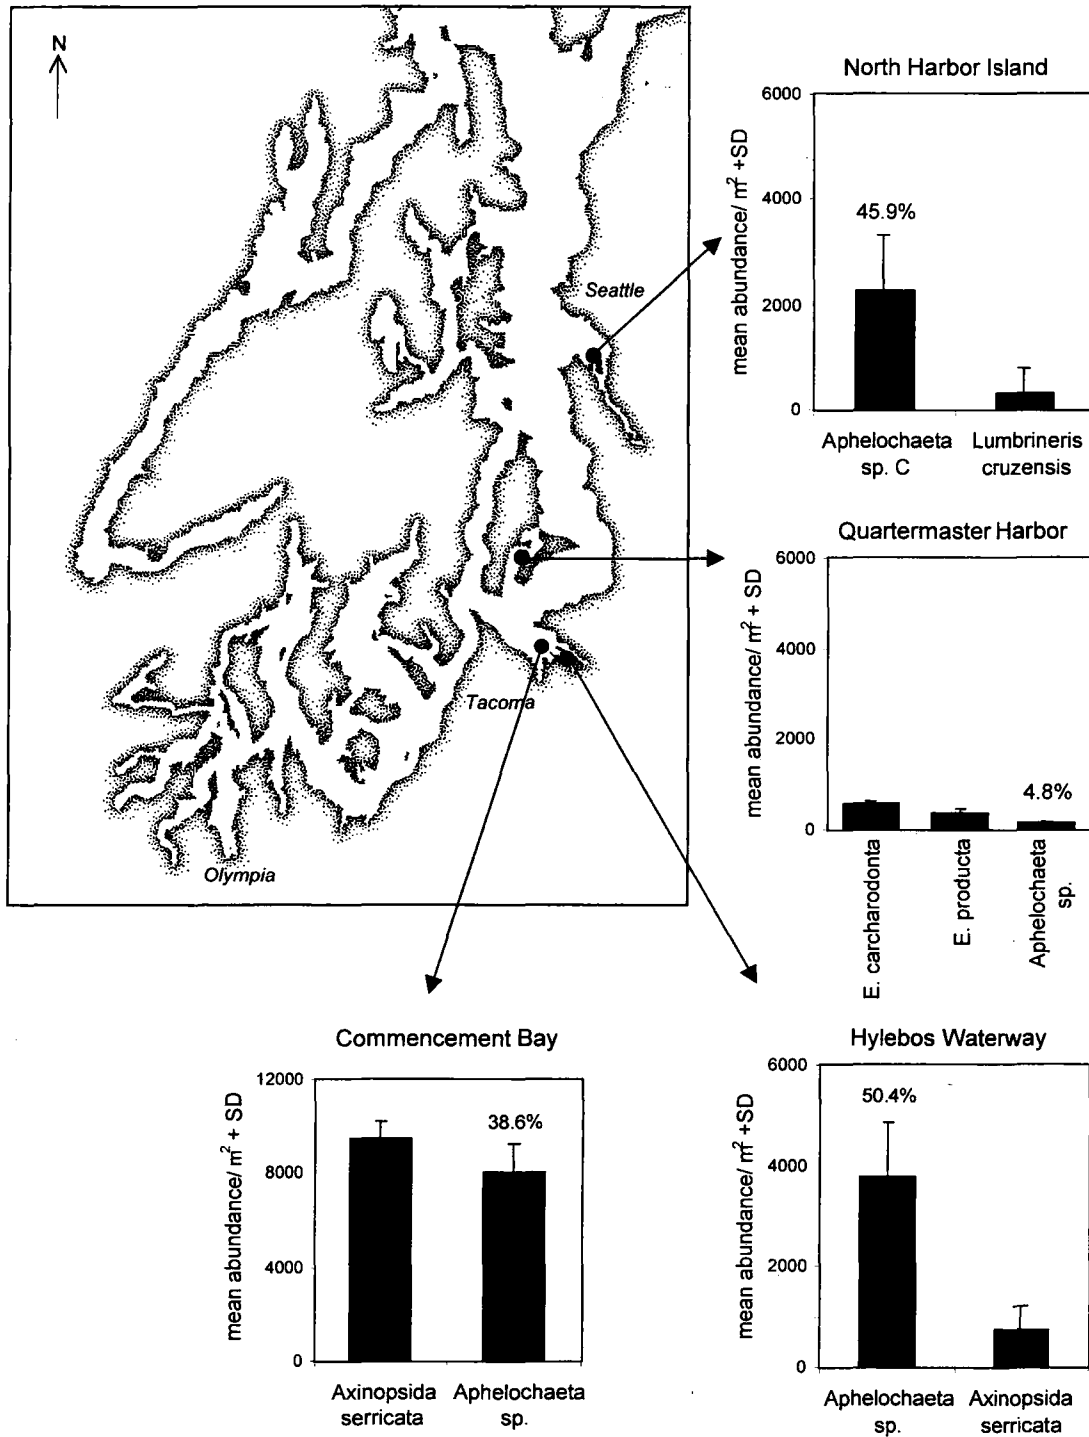 N
Seattle
Tacoma
Olympia
North Harbor Island
mean abundance/ m² +SD
6000
4000
2000
0
45.9%
Aphelochaeta
sp. C
Lumbrineris
cruzensis
Quartermaster Harbor
mean abundance/ m² + SD
6000
4000
2000
0
4.8%
E. carcharodonta
E. producta
Aphelochaeta
sp.
Commencement Bay
mean abundance/ m² + SD
12000
8000
4000
0
38.6%
Axinopsida
serricata
Aphelochaeta
sp.
Hylebos Waterway
mean abundance/ m² +SD
6000
4000
2000
0
50.4%
Aphelochaeta
sp.
Axinopsida
serricata